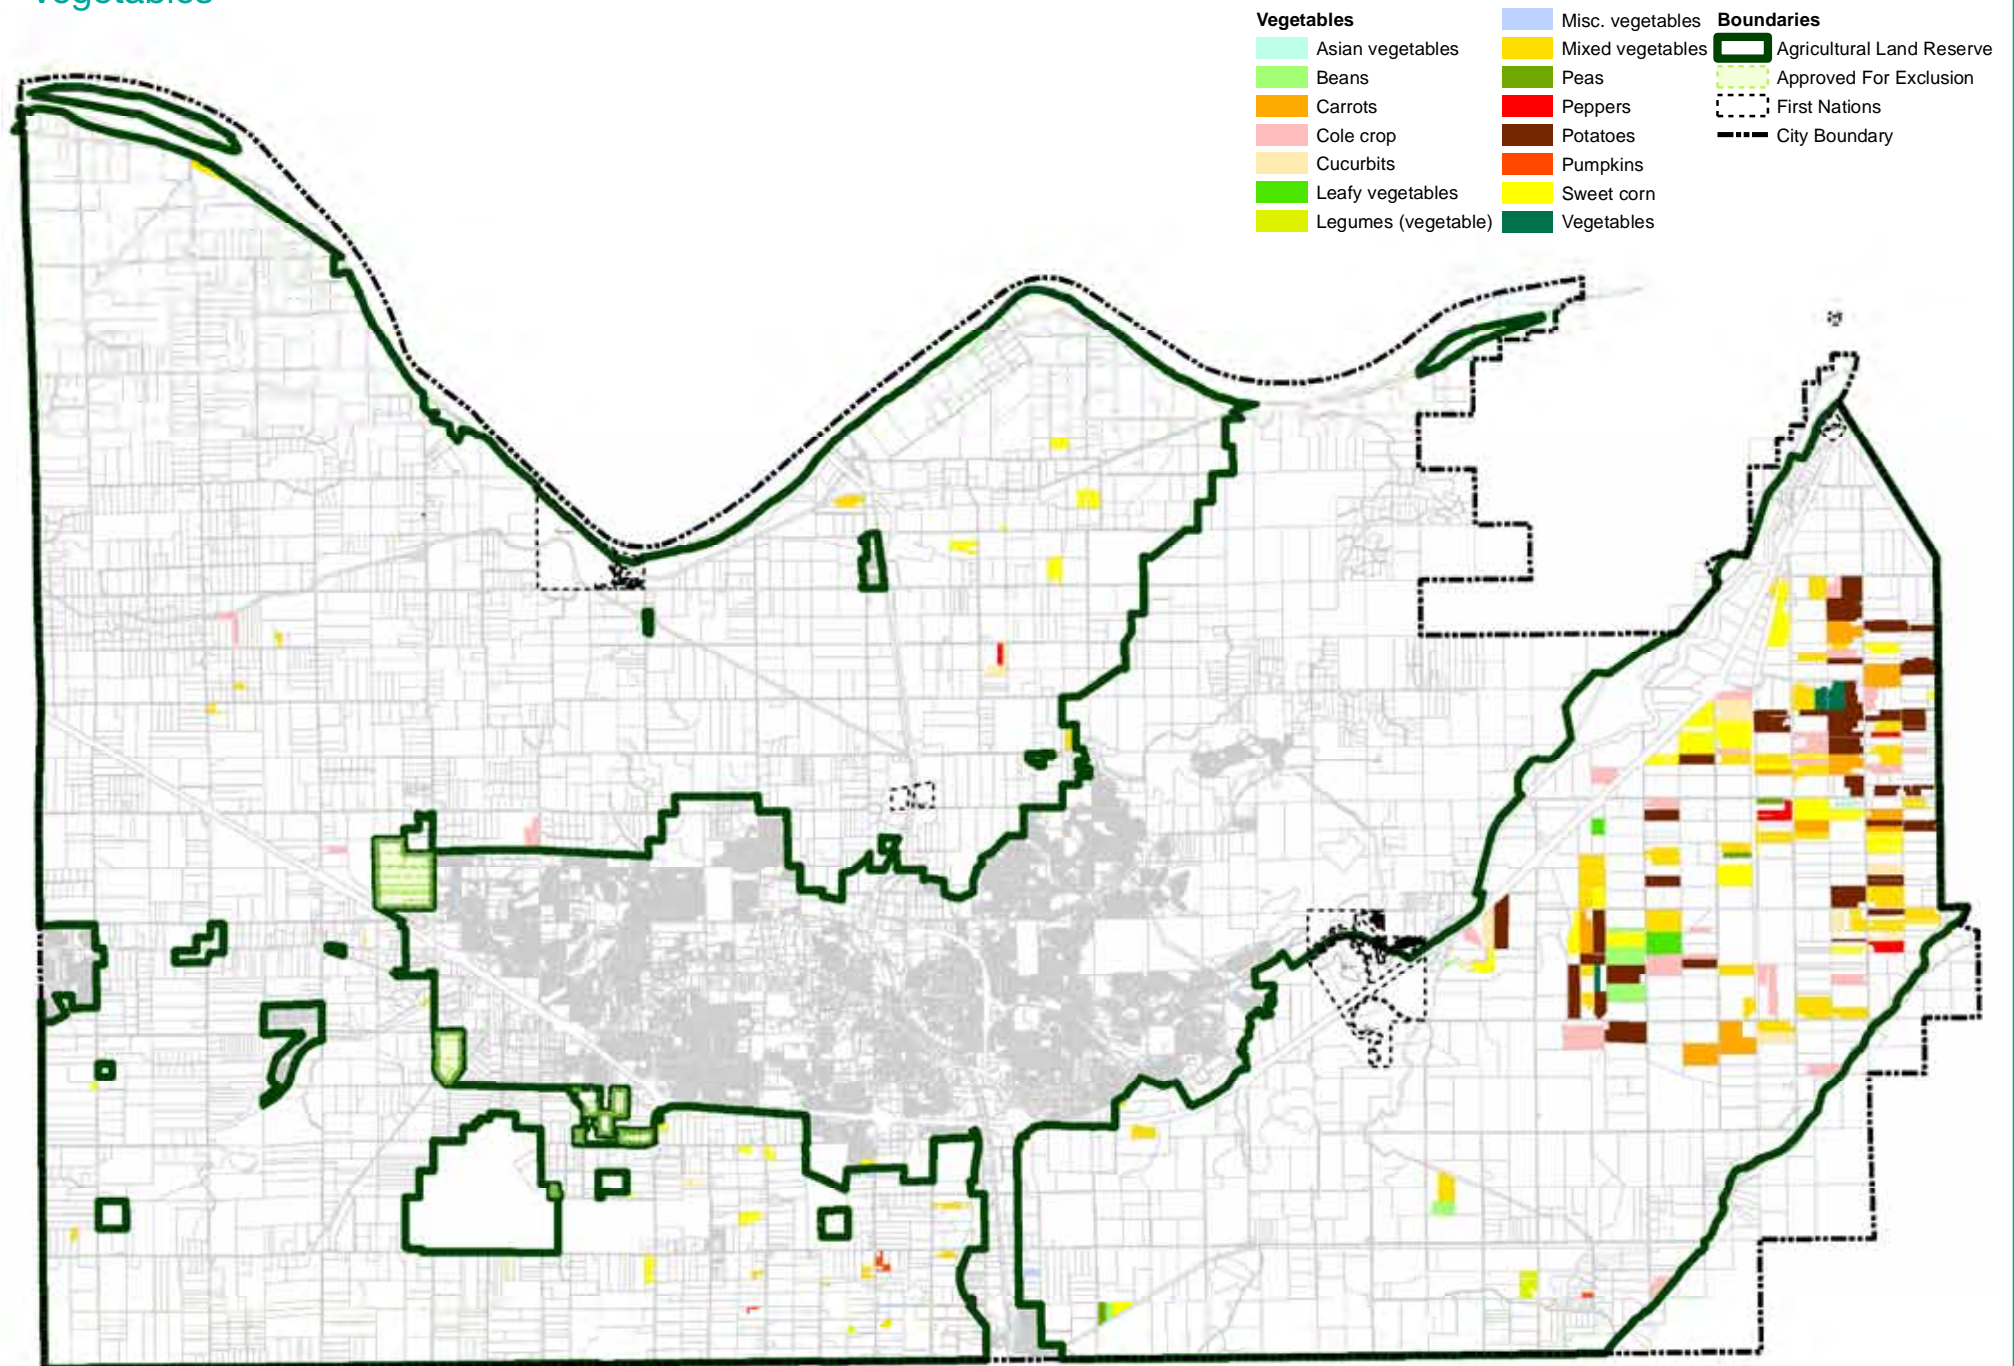 Vegetables
Vegetables
Asian vegetables
Beans
Carrots
Cole crop
Cucurbits
Leafy vegetables
Legumes (vegetable)
Misc. vegetables
Mixed vegetables
Peas
Peppers
Potatoes
Pumpkins
Sweet corn
Vegetables
Boundaries
Agricultural Land Reserve
Approved For Exclusion
First Nations
City Boundary